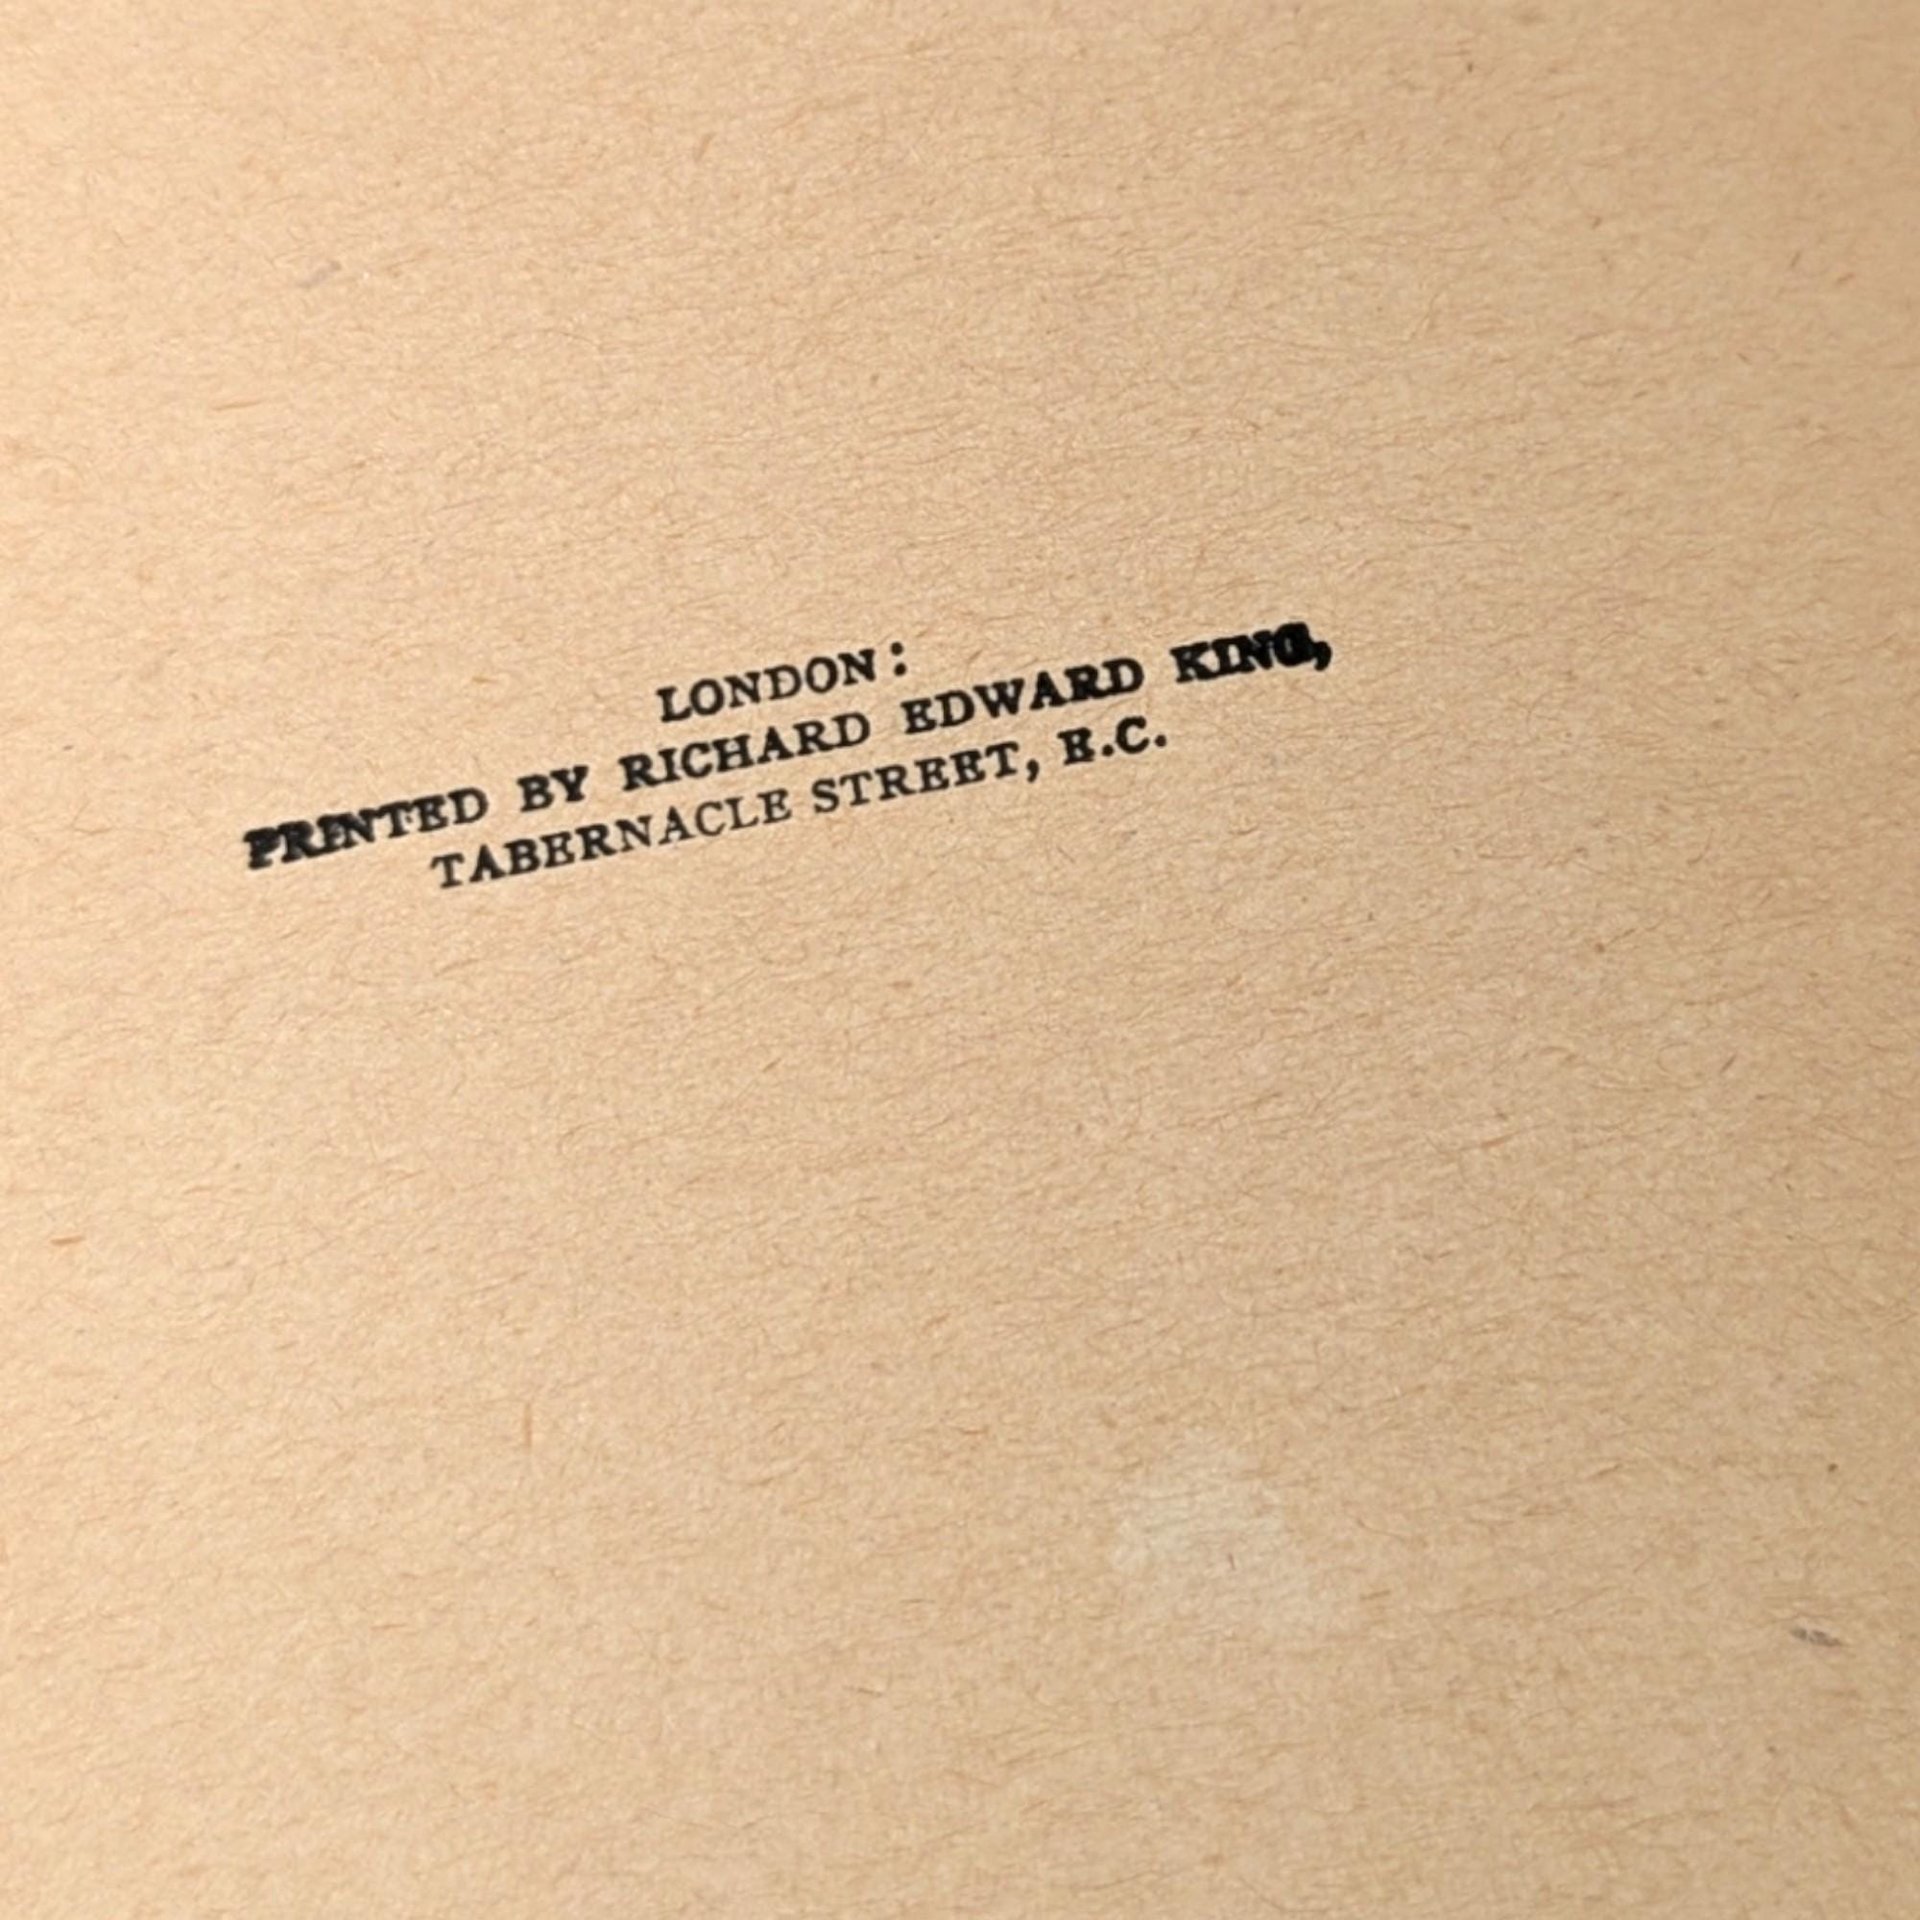 LONDON:
PRINTED BY RICHARD EDWARD KING,
TABERNACLE STREET, E.C.